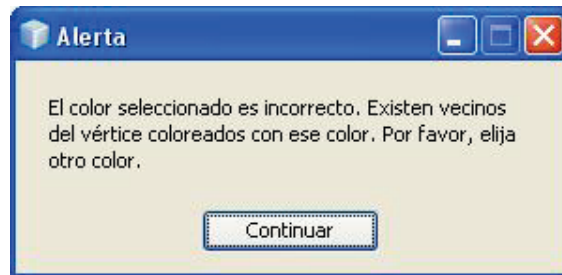 Alerta
El color seleccionado es incorrecto. Existen vecinos
del vértice coloreados con ese color. Por favor, elija
otro color.
Continuar